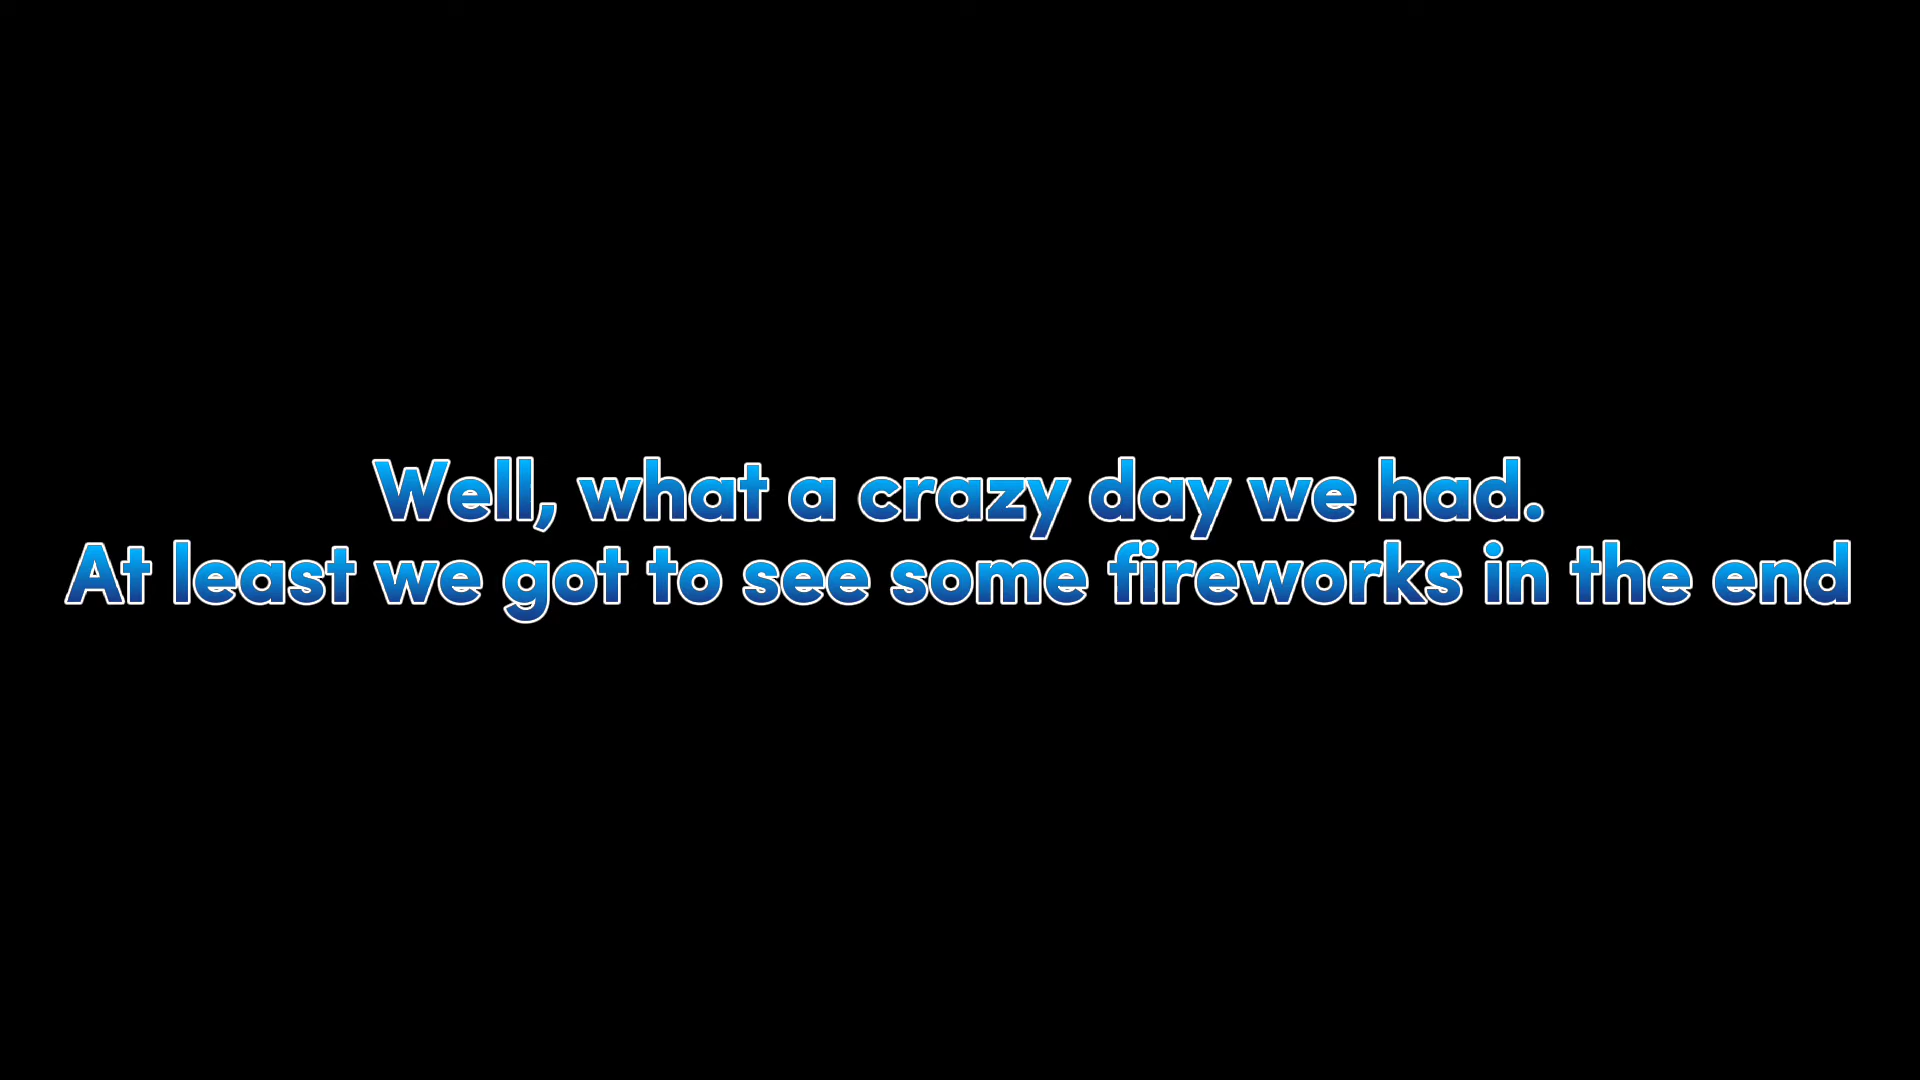 Well, what a crazy day we had.
At least we got to see some fireworks in the end